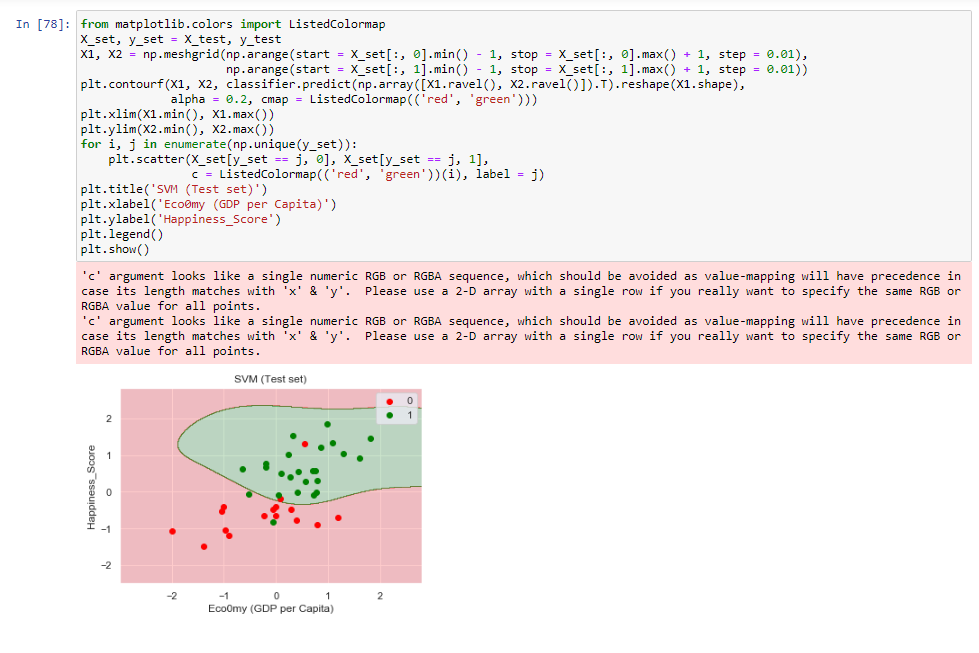 In [78]: from matplotlib.colors import ListedColormap
X_set, y_set = X_test, y_test
X1, X2 = np.meshgrid(np.arange(start = X_set[:, 0].min() - 1, stop = X_set[:, 0].max() + 1, step = 0.01),
                     np.arange(start = X_set[:, 1].min() - 1, stop = X_set[:, 1].max() + 1, step = 0.01))
plt.contourf(X1, X2, classifier.predict(np.array([X1.ravel(), X2.ravel()]).T).reshape(X1.shape),
             alpha = 0.2, cmap = ListedColormap(('red', 'green')))
plt.xlim(X1.min(), X1.max())
plt.ylim(X2.min(), X2.max())
for i, j in enumerate(np.unique(y_set)):
    plt.scatter(X_set[y_set == j, 0], X_set[y_set == j, 1],
                c = ListedColormap(('red', 'green'))(i), label = j)
plt.title('SVM (Test set)')
plt.xlabel('Eco0my (GDP per Capita)')
plt.ylabel('Happiness_Score')
plt.legend()
plt.show()
'c' argument looks like a single numeric RGB or RGBA sequence, which should be avoided as value-mapping will have precedence in
case its length matches with 'x' & 'y'.  Please use a 2-D array with a single row if you really want to specify the same RGB or
RGBA value for all points.
'c' argument looks like a single numeric RGB or RGBA sequence, which should be avoided as value-mapping will have precedence in
case its length matches with 'x' & 'y'.  Please use a 2-D array with a single row if you really want to specify the same RGB or
RGBA value for all points.
SVM (Test set)
0
1
2
1
0
−1
−2
Happiness_Score
−2 −1 0 1 2
Eco0my (GDP per Capita)